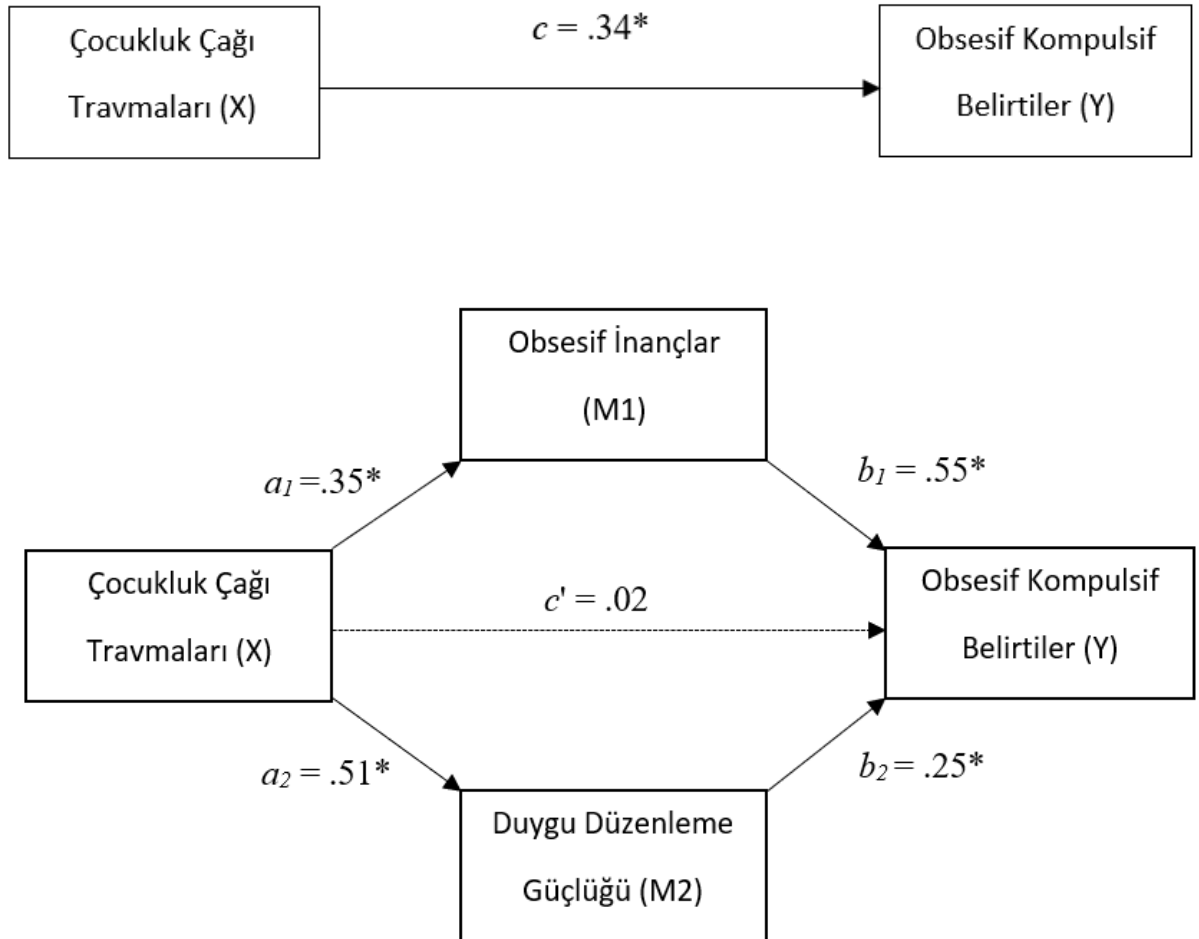 Çocukluk Çağı
Travmaları (X)
c = .34*
Obsesif Kompulsif
Belirtiler (Y)
Obsesif İnançlar
(M1)
a1 =.35*
b1 = .55*
Çocukluk Çağı
Travmaları (X)
c' = .02
Obsesif Kompulsif
Belirtiler (Y)
a2 = .51*
b2 = .25*
Duygu Düzenleme
Güçlüğü (M2)